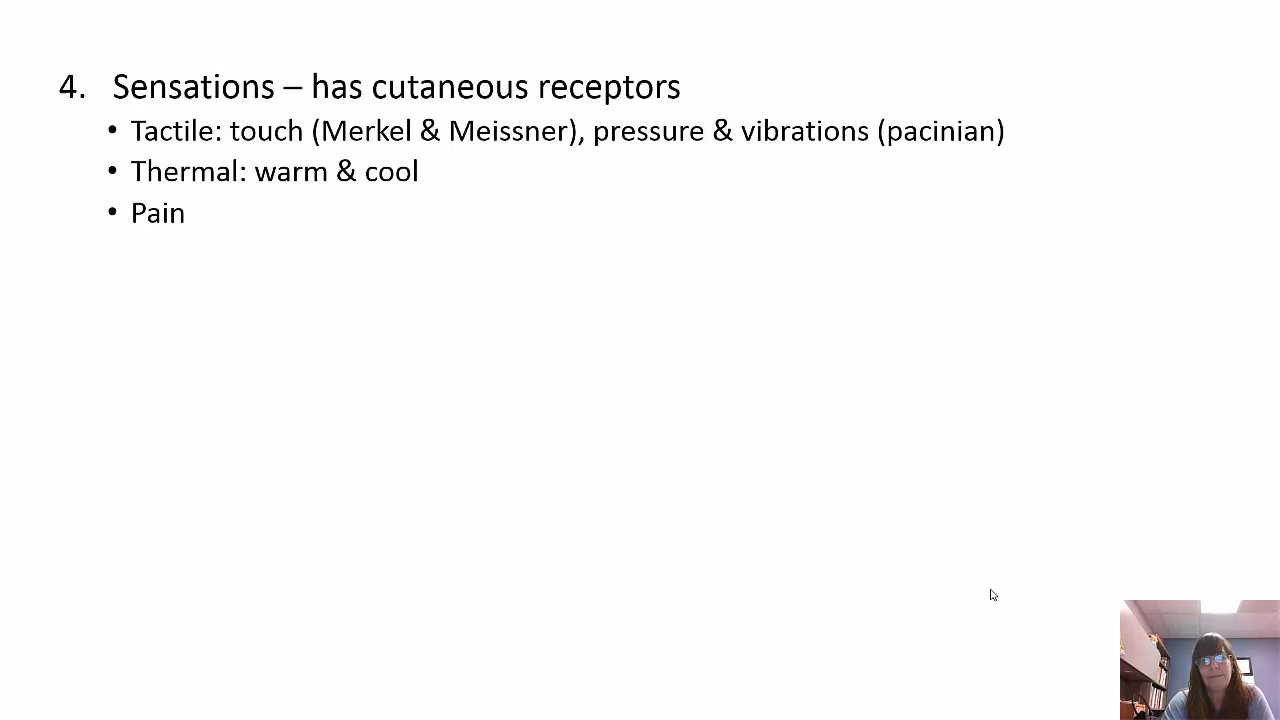 4. Sensations – has cutaneous receptors
• Tactile: touch (Merkel & Meissner), pressure & vibrations (pacinian)
• Thermal: warm & cool
• Pain